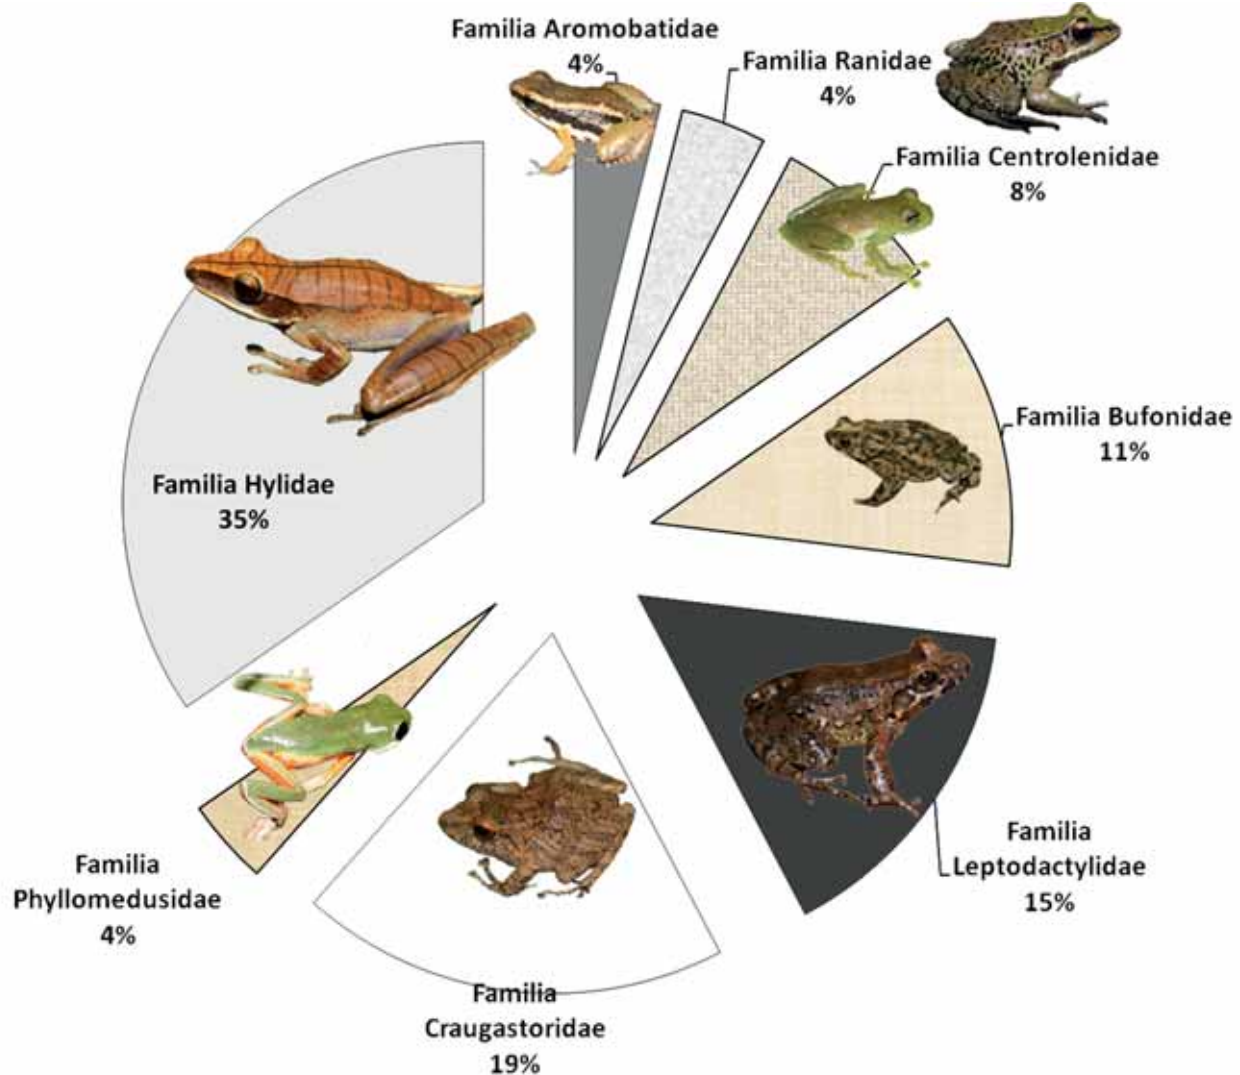 Familia Aromobatidae
4%
Familia Ranidae
4%
Familia Centrolenidae
8%
Familia Bufonidae
11%
Familia Hylidae
35%
Familia
Leptodactylidae
15%
Familia
Phyllomedusidae
4%
Familia
Craugastoridae
19%